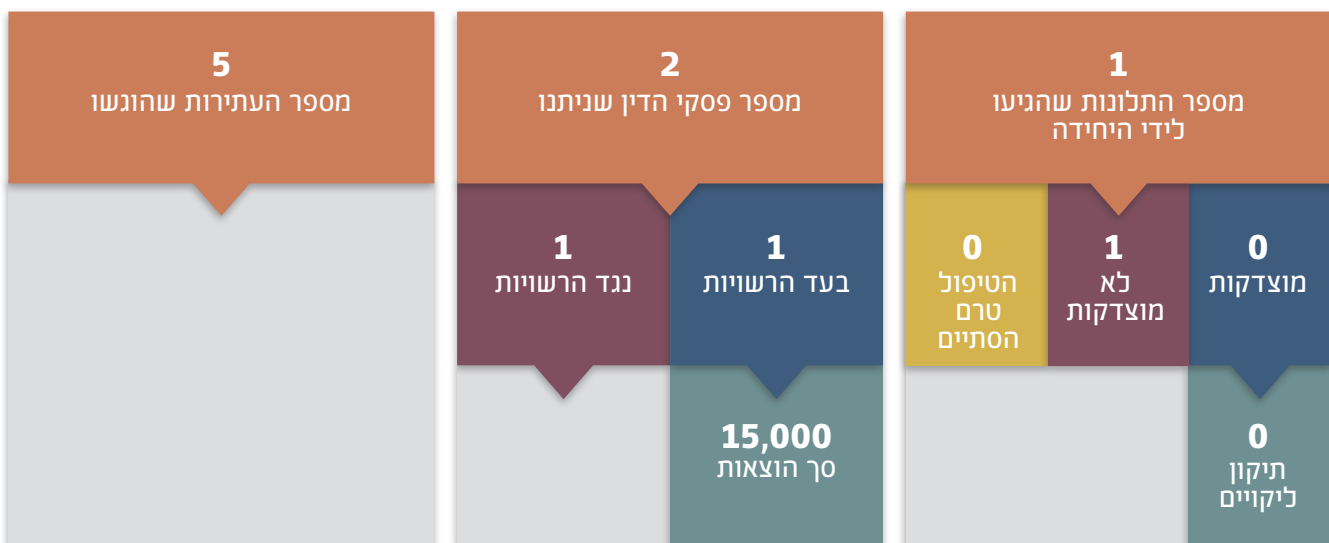 1
מספר התלונות שהגיעו
לידי היחידה
0
מוצדקות
1
לא
מוצדקות
0
הטיפול
טרם
הסתיים
0
תיקון
ליקויים
2
מספר פסקי הדין שניתנו
1
בעד הרשויות
1
נגד הרשויות
15,000
סך הוצאות
5
מספר העתירות שהוגשו